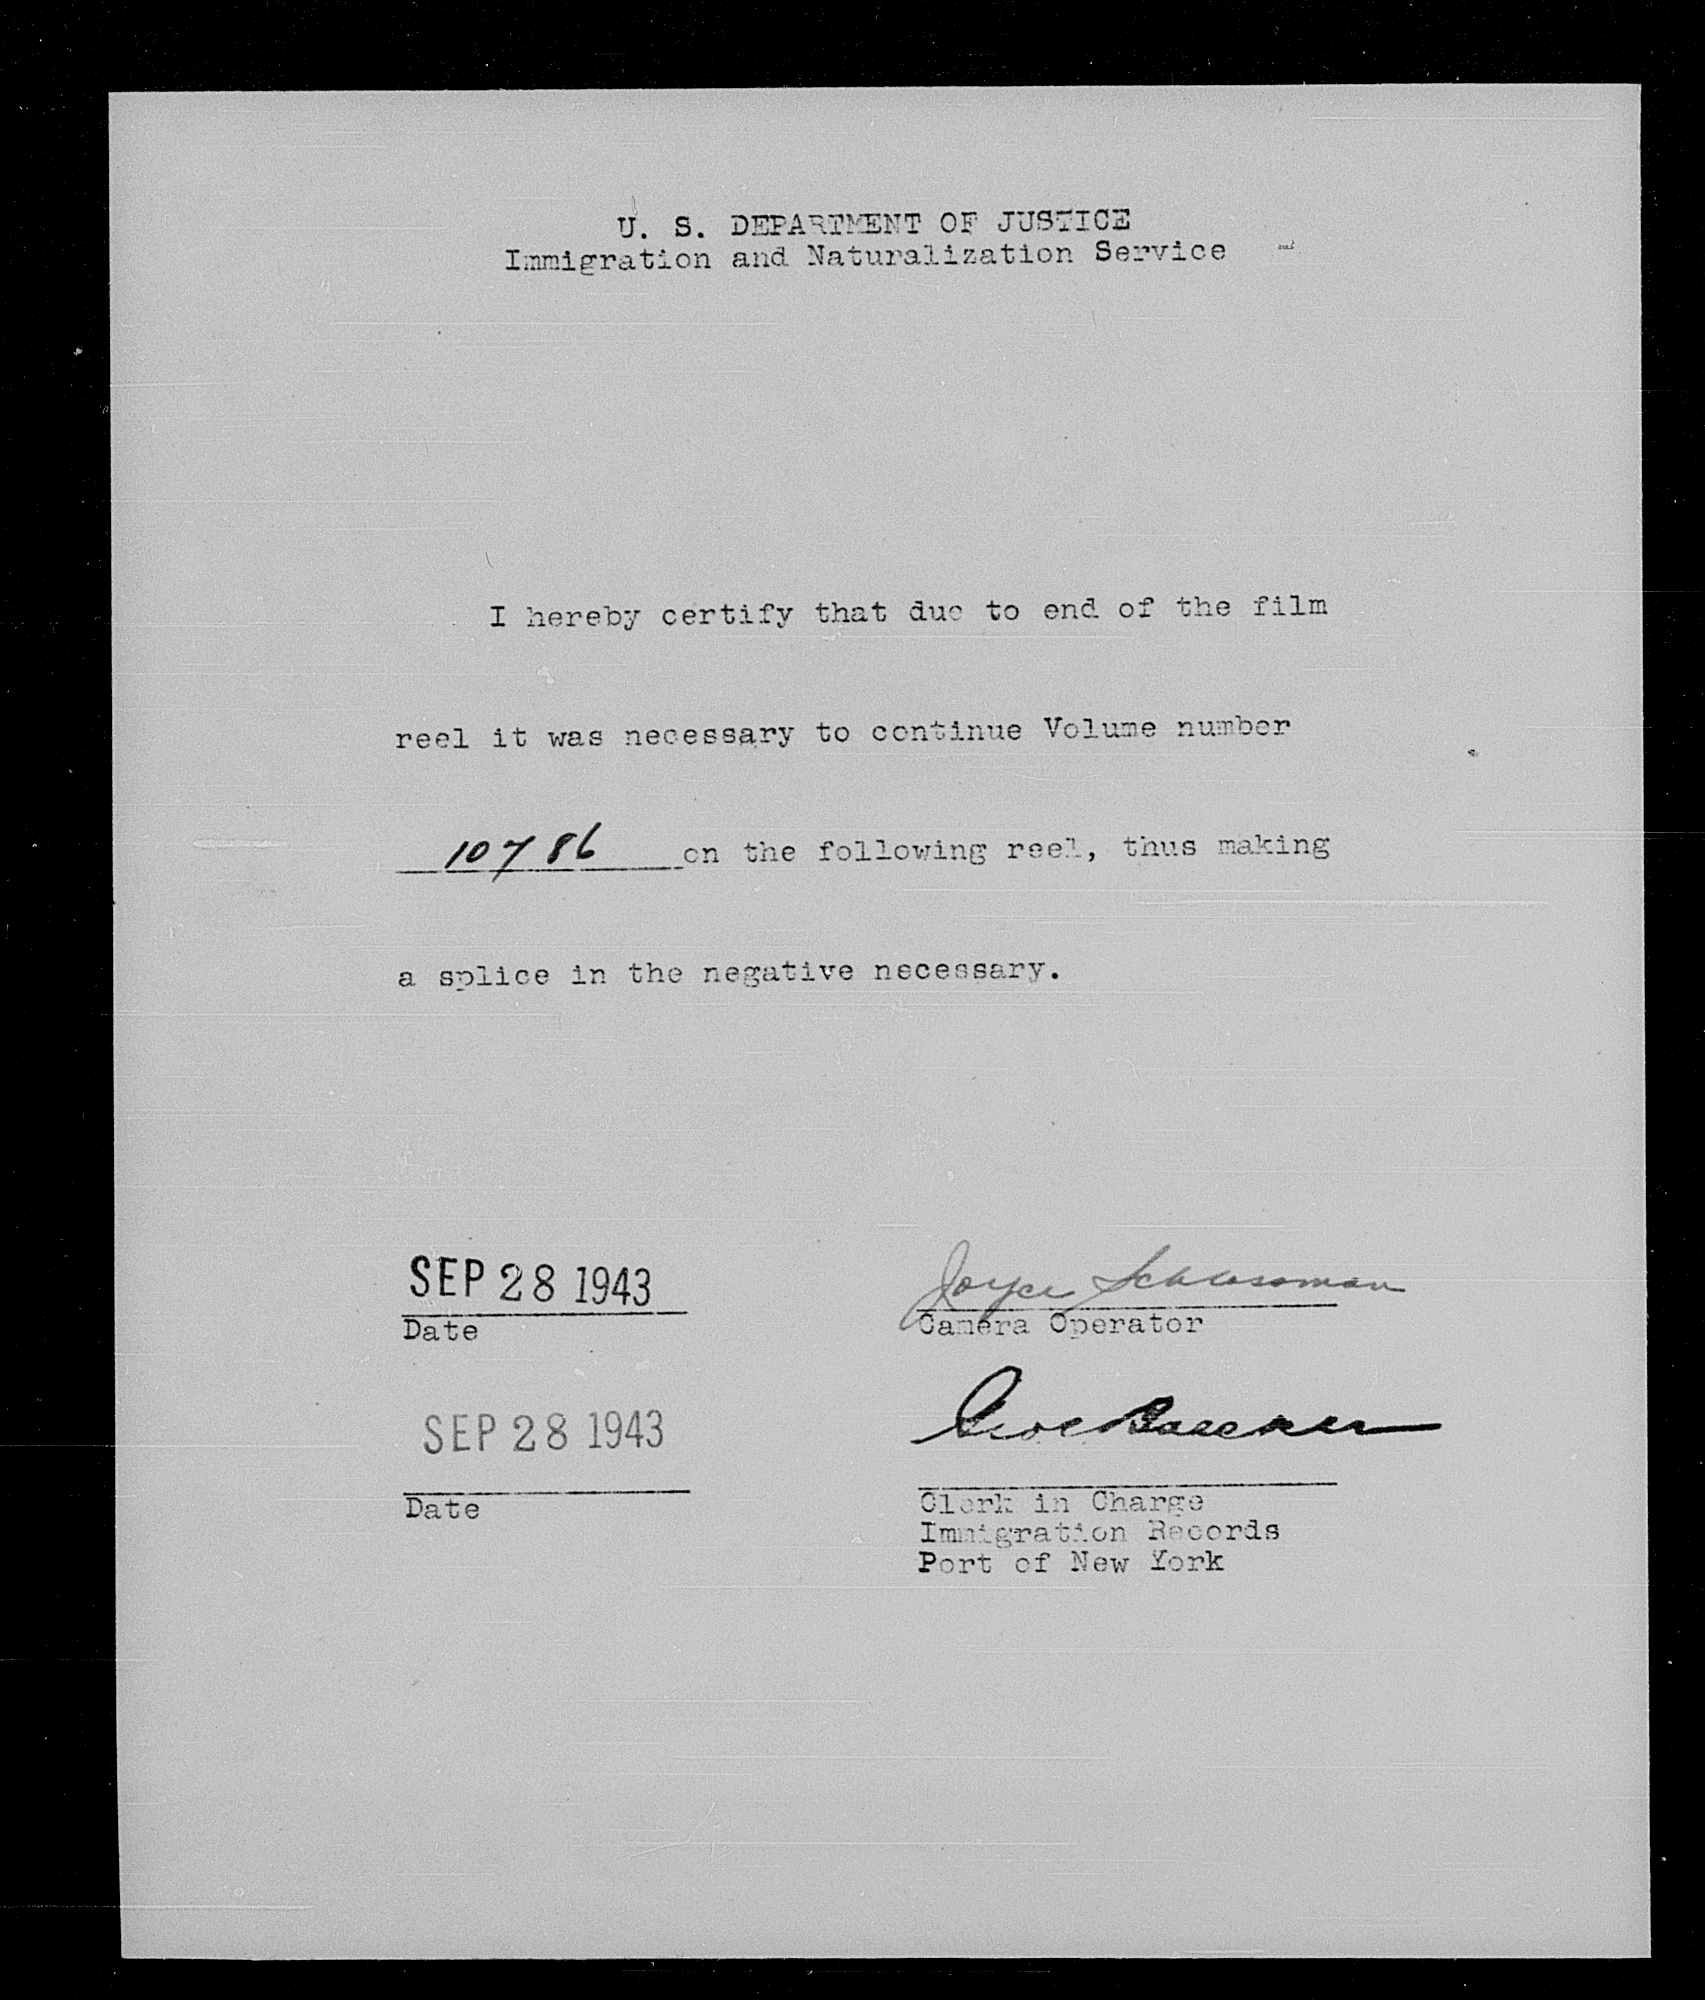 U. S. DEPARTMENT OF JUSTICE
Immigration and Naturalization Service
I hereby certify that due to end of the film
reel it was necessary to continue Volume number
10786 on the following reel, thus making
a splice in the negative necessary.
SEP 28 1943
Joyce
Date
Camera Operator
SEP 28 1943
Date
Clerk in Charge
Immigration Records
Port of New York